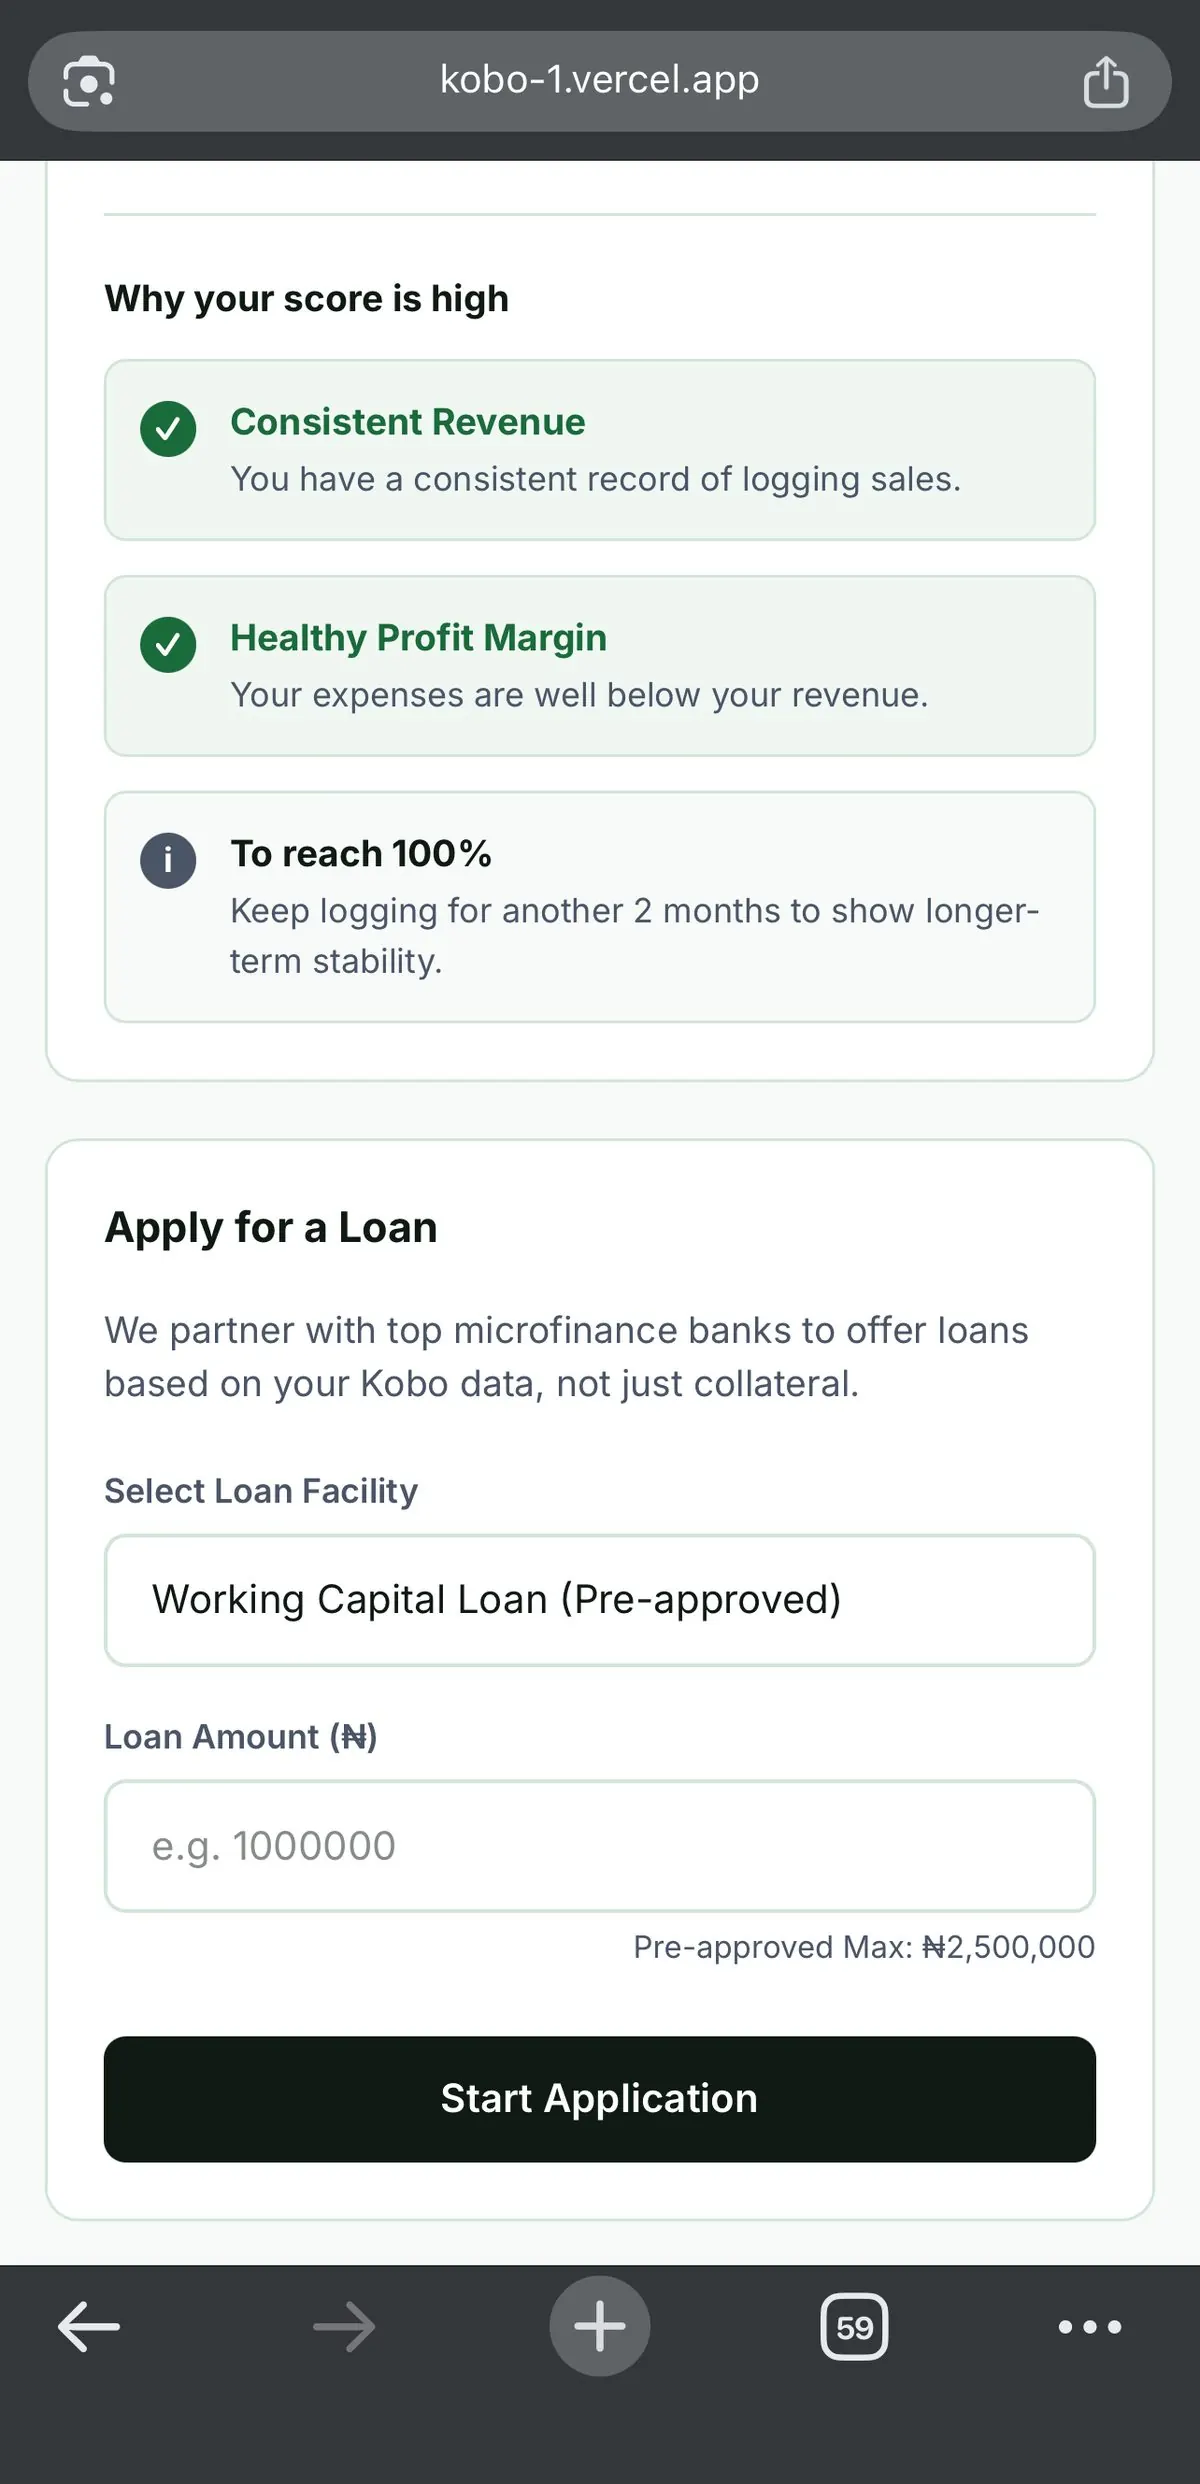 kobo-1.vercel.app
Why your score is high
Consistent Revenue
You have a consistent record of logging sales.
Healthy Profit Margin
Your expenses are well below your revenue.
i
To reach 100%
Keep logging for another 2 months to show longer-
term stability.
Apply for a Loan
We partner with top microfinance banks to offer loans
based on your Kobo data, not just collateral.
Select Loan Facility
Working Capital Loan (Pre-approved)
Loan Amount (₦)
e.g. 1000000
Pre-approved Max: ₦2,500,000
Start Application
59